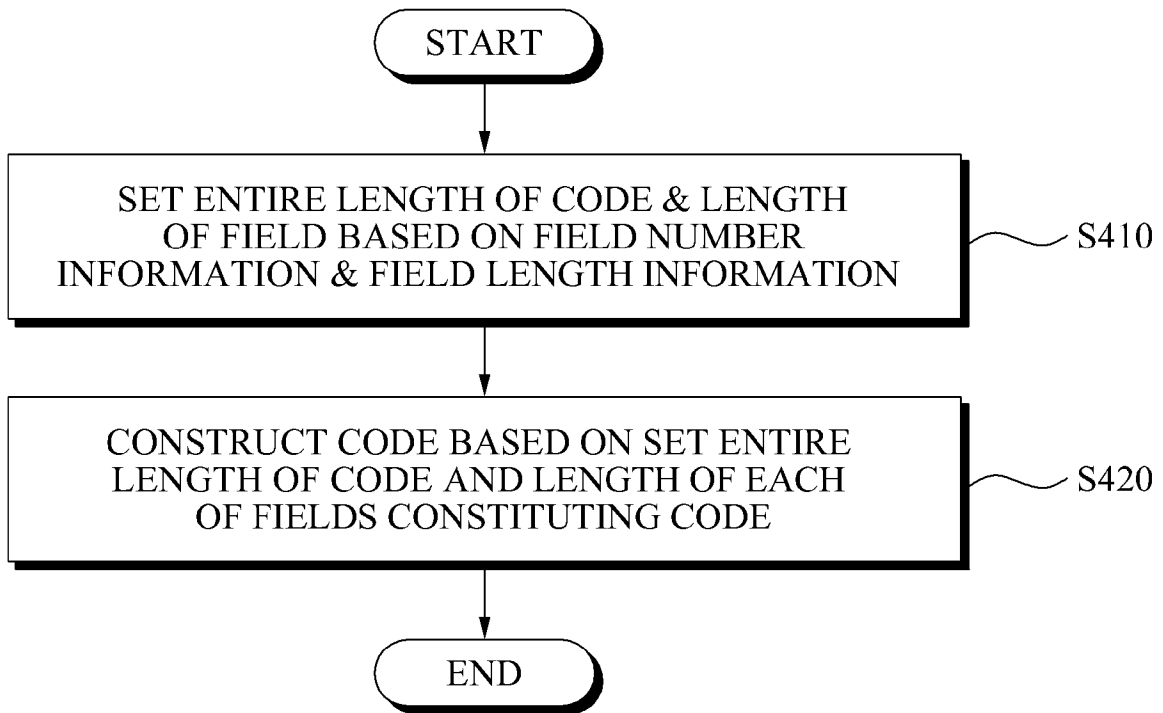 START
SET ENTIRE LENGTH OF CODE & LENGTH
OF FIELD BASED ON FIELD NUMBER
INFORMATION & FIELD LENGTH INFORMATION
S410
CONSTRUCT CODE BASED ON SET ENTIRE
LENGTH OF CODE AND LENGTH OF EACH
OF FIELDS CONSTITUTING CODE
S420
END